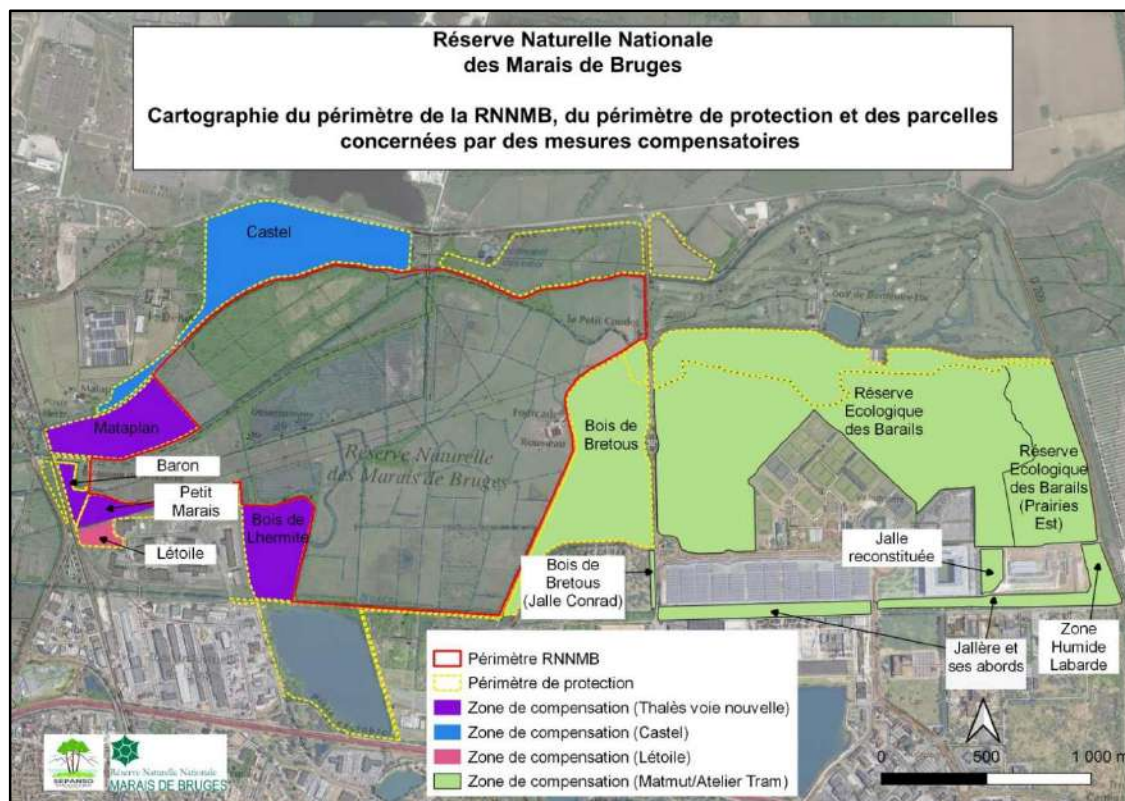 Réserve Naturelle Nationale
des Marais de Bruges
Cartographie du périmètre de la RNNMB, du périmètre de protection et des parcelles
concernées par des mesures compensatoires
Castel
le Petit Coudot
Mataplan
Baron
Petit
Marais
Létoile
Bois de
Lhermite
Réserve Naturelle
des Marais de Bruges
Bois de
Bretous
Réserve
Ecologique
des Barails
Réserve
Ecologique
des Barails
(Prairies
Est)
Jalle
reconstituée
Bois de
Bretous
(Jalle Conrad)
Jallère et
ses abords
Zone
Humide
Labarde
Périmètre RNNMB
Périmètre de protection
Zone de compensation (Thalès voie nouvelle)
Zone de compensation (Castel)
Zone de compensation (Létoile)
Zone de compensation (Matmut/Atelier Tram)
0 500 1 000 m
SEPANSO
Réserve Naturelle Nationale
MARAIS DE BRUGES